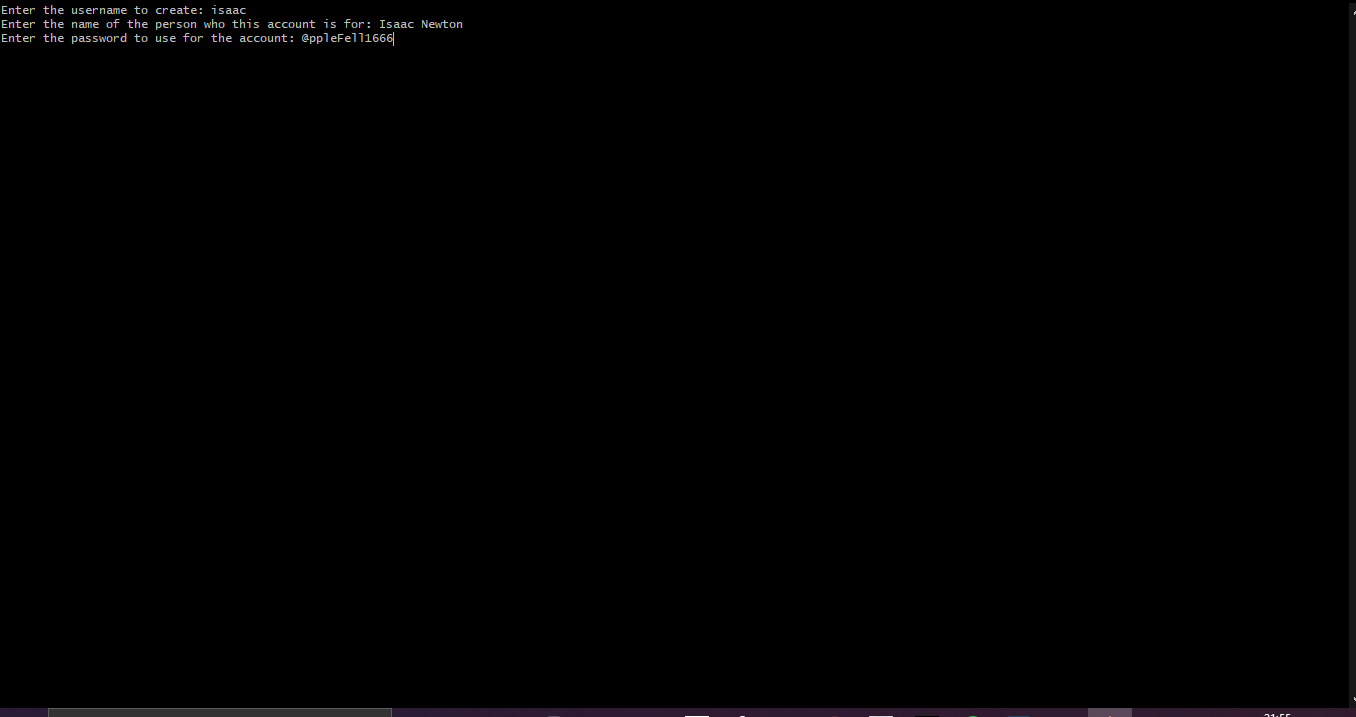 Enter the username to create: isaac
Enter the name of the person who this account is for: Isaac Newton
Enter the password to use for the account: @ppleFell1666